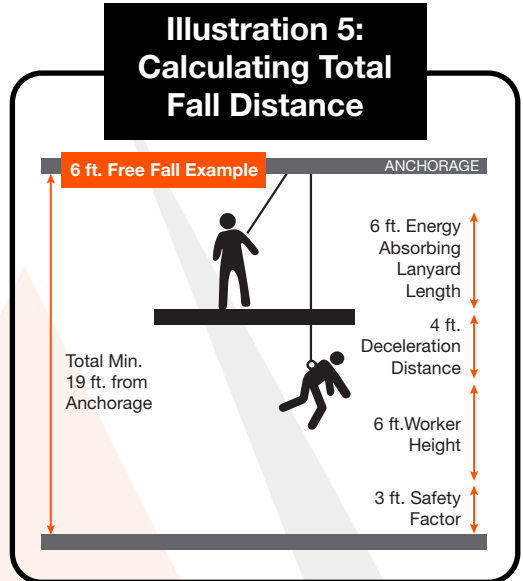 Illustration 5:
Calculating Total
Fall Distance
6 ft. Free Fall Example
ANCHORAGE
6 ft. Energy
Absorbing
Lanyard
Length
4 ft.
Deceleration
Distance
Total Min.
19 ft. from
Anchorage
6 ft.Worker
Height
3 ft. Safety
Factor